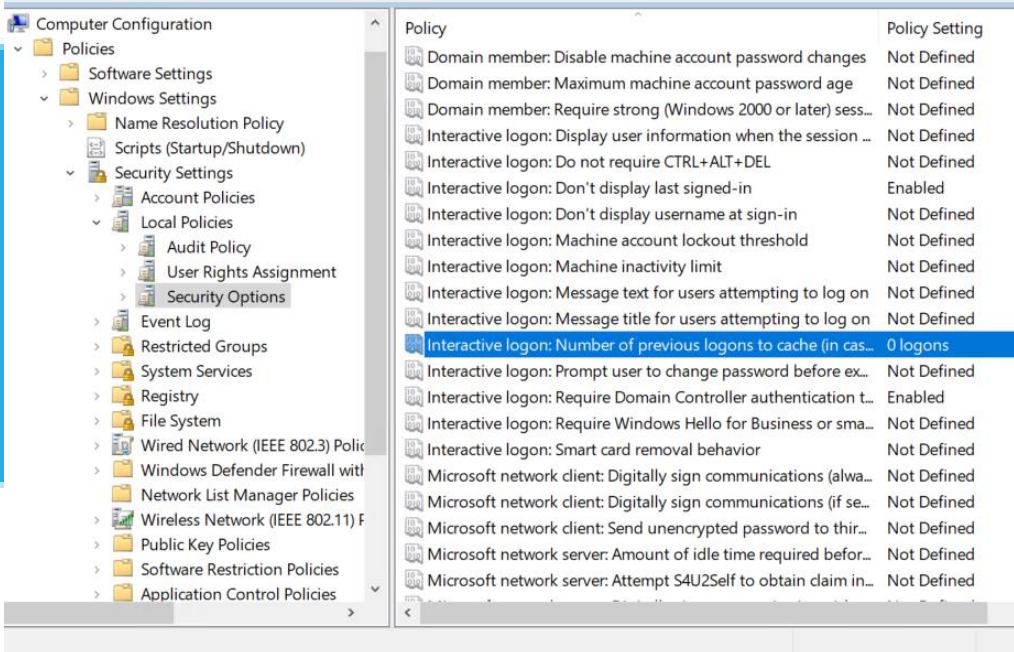 Computer Configuration
Policies
Software Settings
Windows Settings
Name Resolution Policy
Scripts (Startup/Shutdown)
Security Settings
Account Policies
Local Policies
Audit Policy
User Rights Assignment
Security Options
Event Log
Restricted Groups
System Services
Registry
File System
Wired Network (IEEE 802.3) Polic
Windows Defender Firewall with
Network List Manager Policies
Wireless Network (IEEE 802.11) P
Public Key Policies
Software Restriction Policies
Application Control Policies
Policy Policy Setting
Domain member: Disable machine account password changes Not Defined
Domain member: Maximum machine account password age Not Defined
Domain member: Require strong (Windows 2000 or later) sess... Not Defined
Interactive logon: Display user information when the session ... Not Defined
Interactive logon: Do not require CTRL+ALT+DEL Not Defined
Interactive logon: Don't display last signed-in Enabled
Interactive logon: Don't display username at sign-in Not Defined
Interactive logon: Machine account lockout threshold Not Defined
Interactive logon: Machine inactivity limit Not Defined
Interactive logon: Message text for users attempting to log on Not Defined
Interactive logon: Message title for users attempting to log on Not Defined
Interactive logon: Number of previous logons to cache (in cas... 0 logons
Interactive logon: Prompt user to change password before ex... Not Defined
Interactive logon: Require Domain Controller authentication t... Enabled
Interactive logon: Require Windows Hello for Business or sma... Not Defined
Interactive logon: Smart card removal behavior Not Defined
Microsoft network client: Digitally sign communications (alwa... Not Defined
Microsoft network client: Digitally sign communications (if se... Not Defined
Microsoft network client: Send unencrypted password to thir... Not Defined
Microsoft network server: Amount of idle time required befor... Not Defined
Microsoft network server: Attempt S4U2Self to obtain claim in... Not Defined